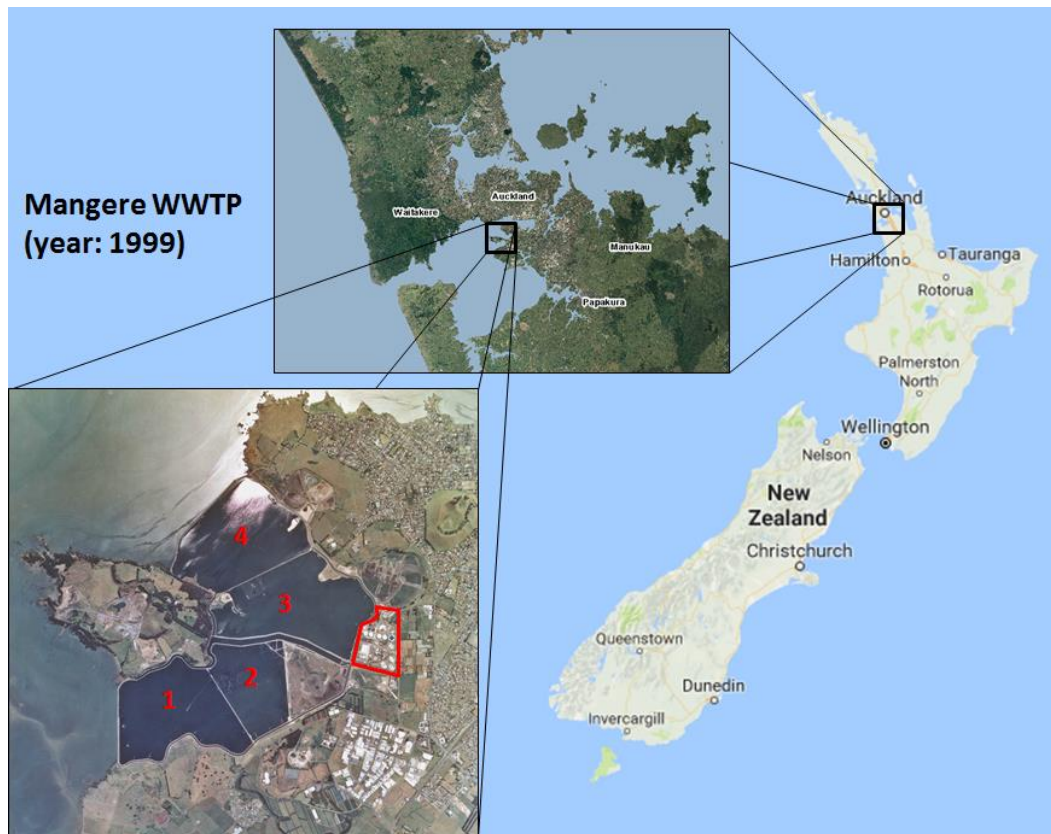 Mangere WWTP
(year: 1999)
Auckland
Waitakere
Manukau
Papakura
4
3
2
1
Auckland
Hamilton
Tauranga
Rotorua
Palmerston
North
Wellington
Nelson
New
Zealand
Christchurch
Queenstown
Dunedin
Invercargill